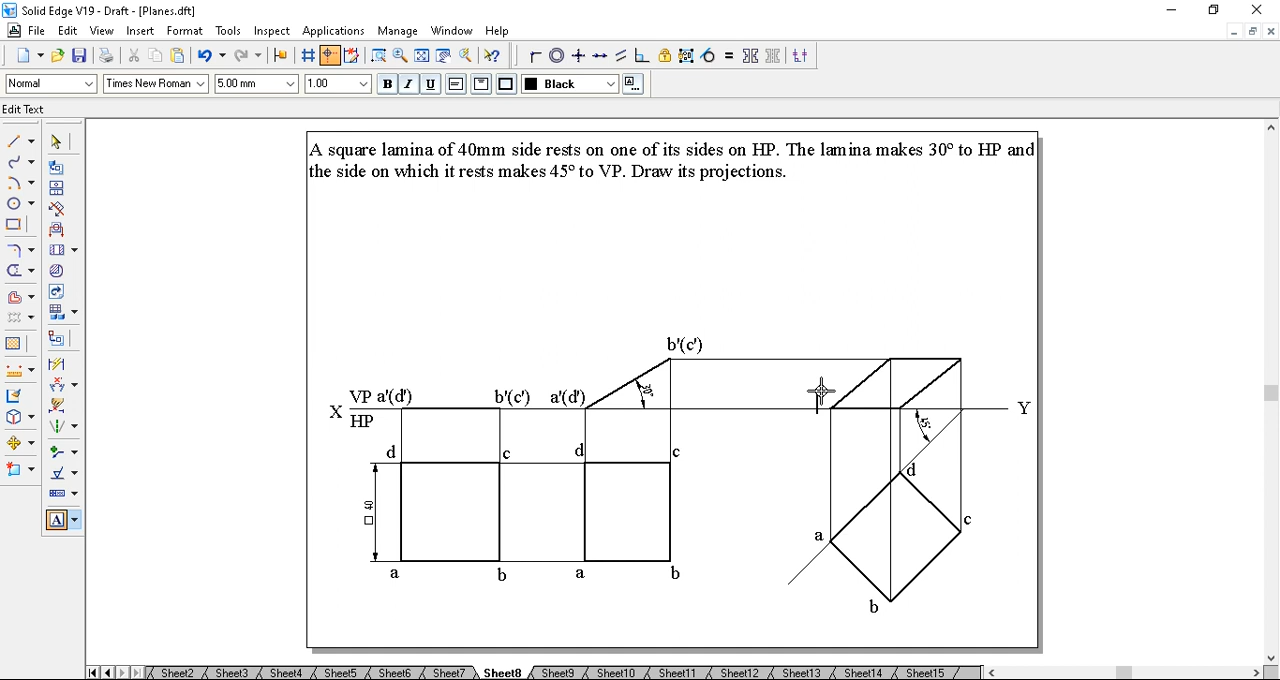 Solid Edge V19 - Draft - [Planes.dft]
File Edit View Insert Format Tools Inspect Applications Manage Window Help
Normal Times New Roman 5.00 mm 1.00 B I U Black A...
Edit Text
A square lamina of 40mm side rests on one of its sides on HP. The lamina makes 30° to HP and
the side on which it rests makes 45° to VP. Draw its projections.
b'(c')
VP a'(d') b'(c') a'(d') 30°
X HP Y
45°
d c d c d
□ 40
a c
a b a b
b
A
Sheet2 Sheet3 Sheet4 Sheet5 Sheet6 Sheet7 Sheet8 Sheet9 Sheet10 Sheet11 Sheet12 Sheet13 Sheet14 Sheet15